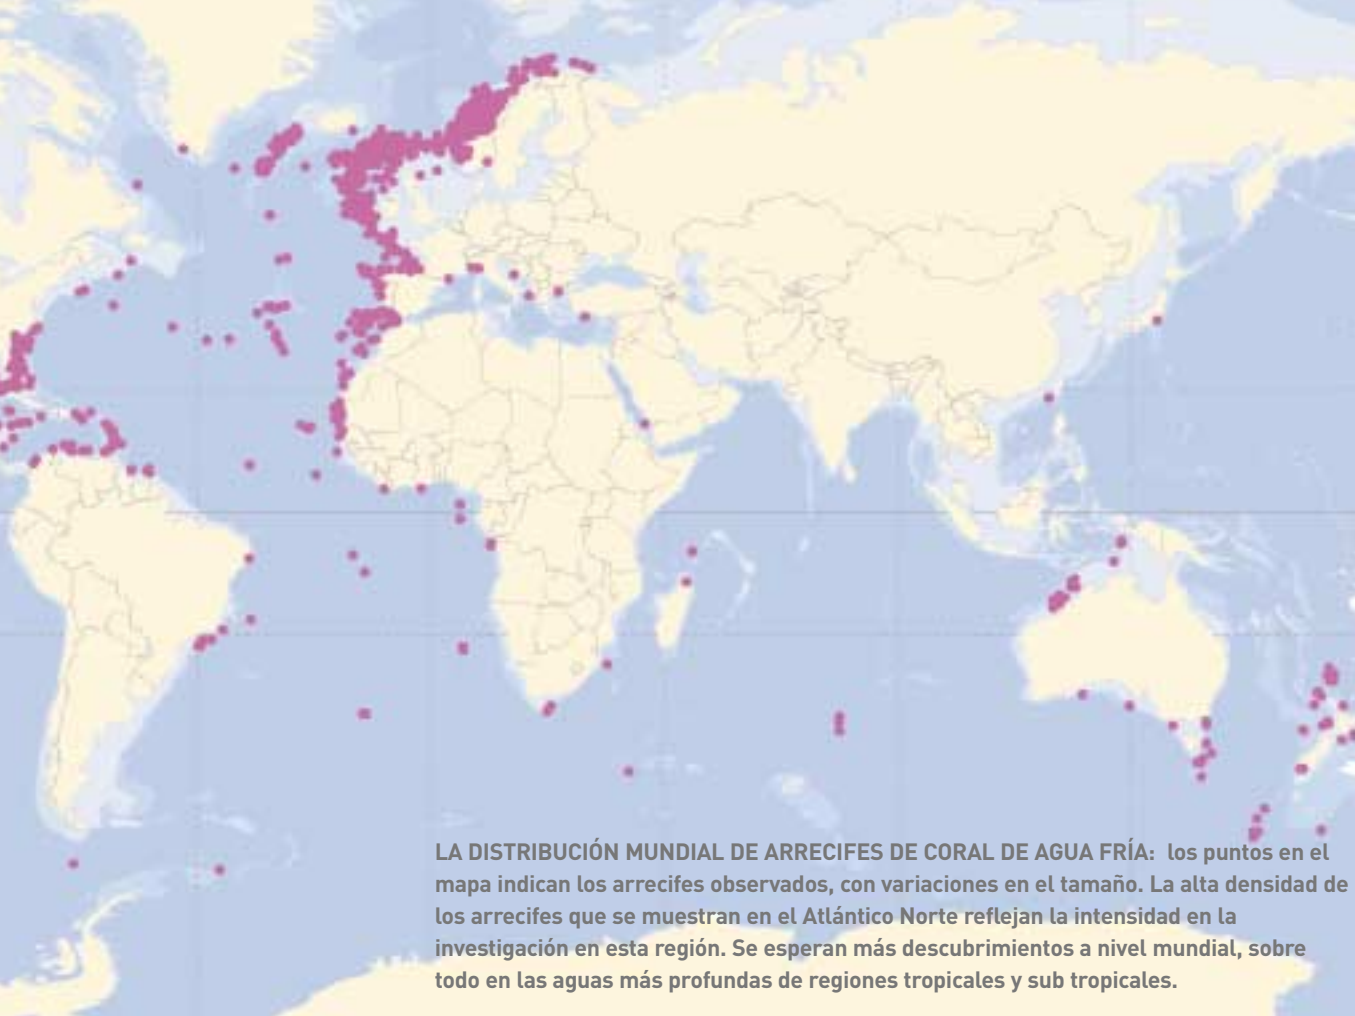 LA DISTRIBUCIÓN MUNDIAL DE ARRECIFES DE CORAL DE AGUA FRÍA: los puntos en el
mapa indican los arrecifes observados, con variaciones en el tamaño. La alta densidad de
los arrecifes que se muestran en el Atlántico Norte reflejan la intensidad en la
investigación en esta región. Se esperan más descubrimientos a nivel mundial, sobre
todo en las aguas más profundas de regiones tropicales y sub tropicales.